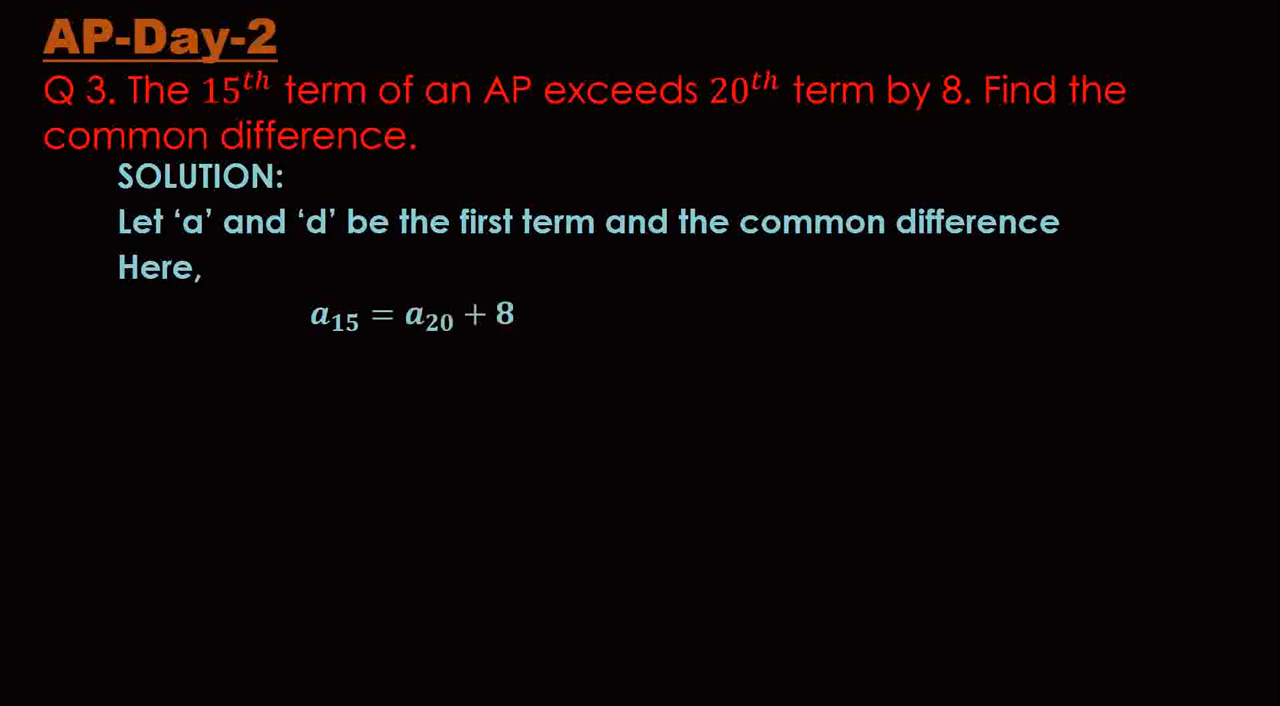 AP-Day-2
Q 3. The 15th term of an AP exceeds 20th term by 8. Find the
common difference.
SOLUTION:
Let ‘a’ and ‘d’ be the first term and the common difference
Here,
a₁₅ = a₂₀ + 8